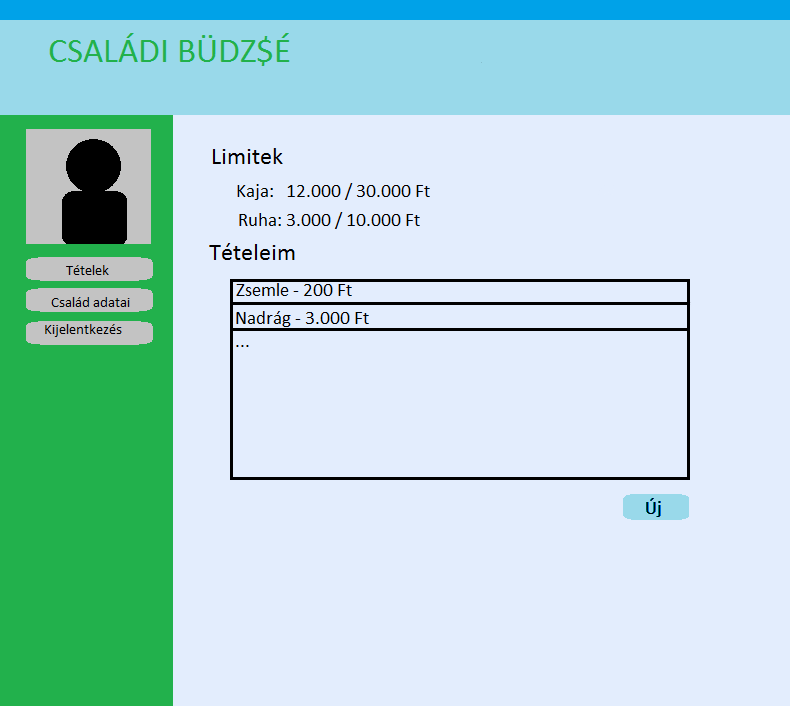 CSALÁDI BÜDZ$É
Tételek
Család adatai
Kijelentkezés
Limitek
Kaja: 12.000 / 30.000 Ft
Ruha: 3.000 / 10.000 Ft
Tételeim
Zsemle - 200 Ft
Nadrág - 3.000 Ft
...
Új